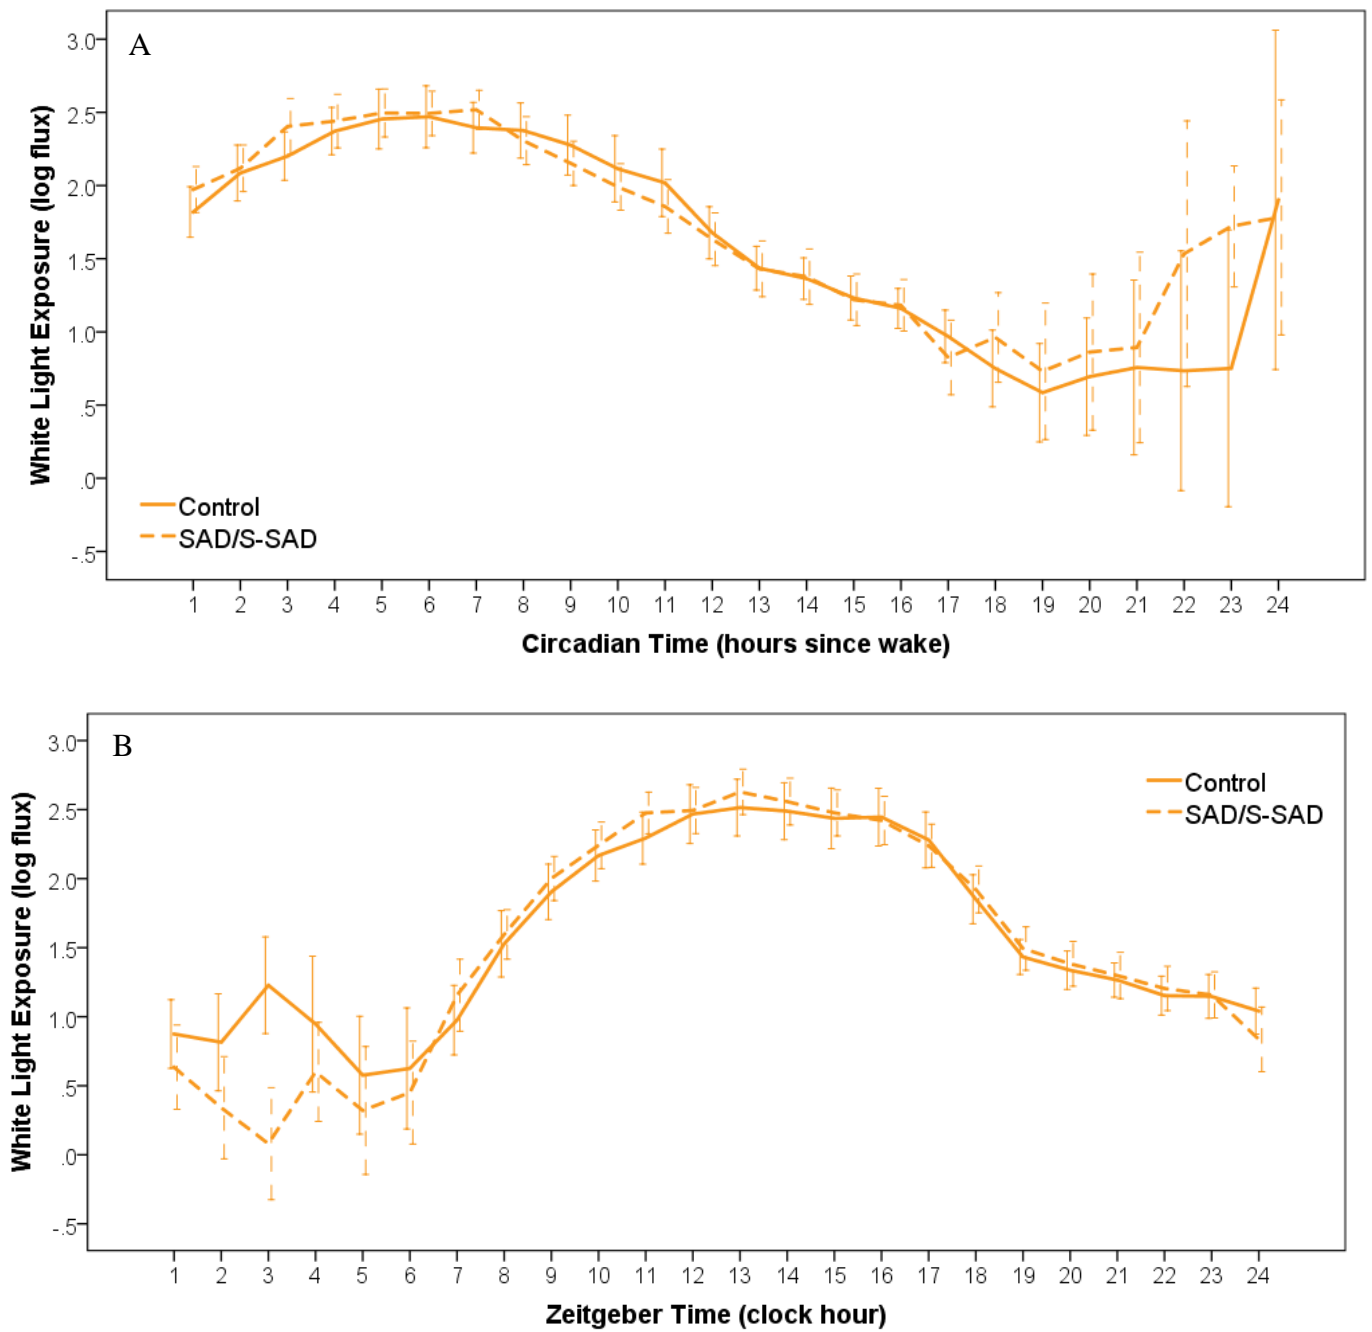 A
3.0
2.5
2.0
1.5
1.0
.5
.0
-.5
White Light Exposure (log flux)
Control
SAD/S-SAD
1 2 3 4 5 6 7 8 9 10 11 12 13 14 15 16 17 18 19 20 21 22 23 24
Circadian Time (hours since wake)
B
3.0
2.5
2.0
1.5
1.0
.5
.0
-.5
White Light Exposure (log flux)
Control
SAD/S-SAD
1 2 3 4 5 6 7 8 9 10 11 12 13 14 15 16 17 18 19 20 21 22 23 24
Zeitgeber Time (clock hour)